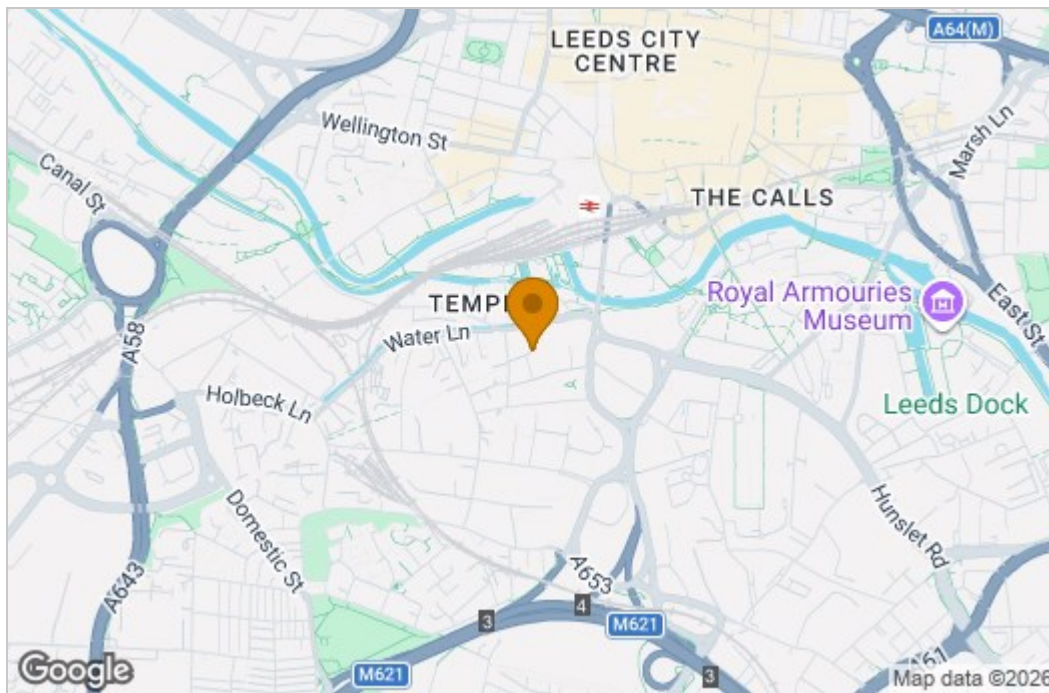 A64(M)
LEEDS CITY
CENTRE
Wellington St
Marsh Ln
Canal St
THE CALLS
Royal Armouries
Museum
East St
TEMP
Water Ln
A58
Holbeck Ln
Leeds Dock
Domestic St
Hunslet Rd
A643
A653
3
4
M621
3
M621
A61
Google
Map data ©2026